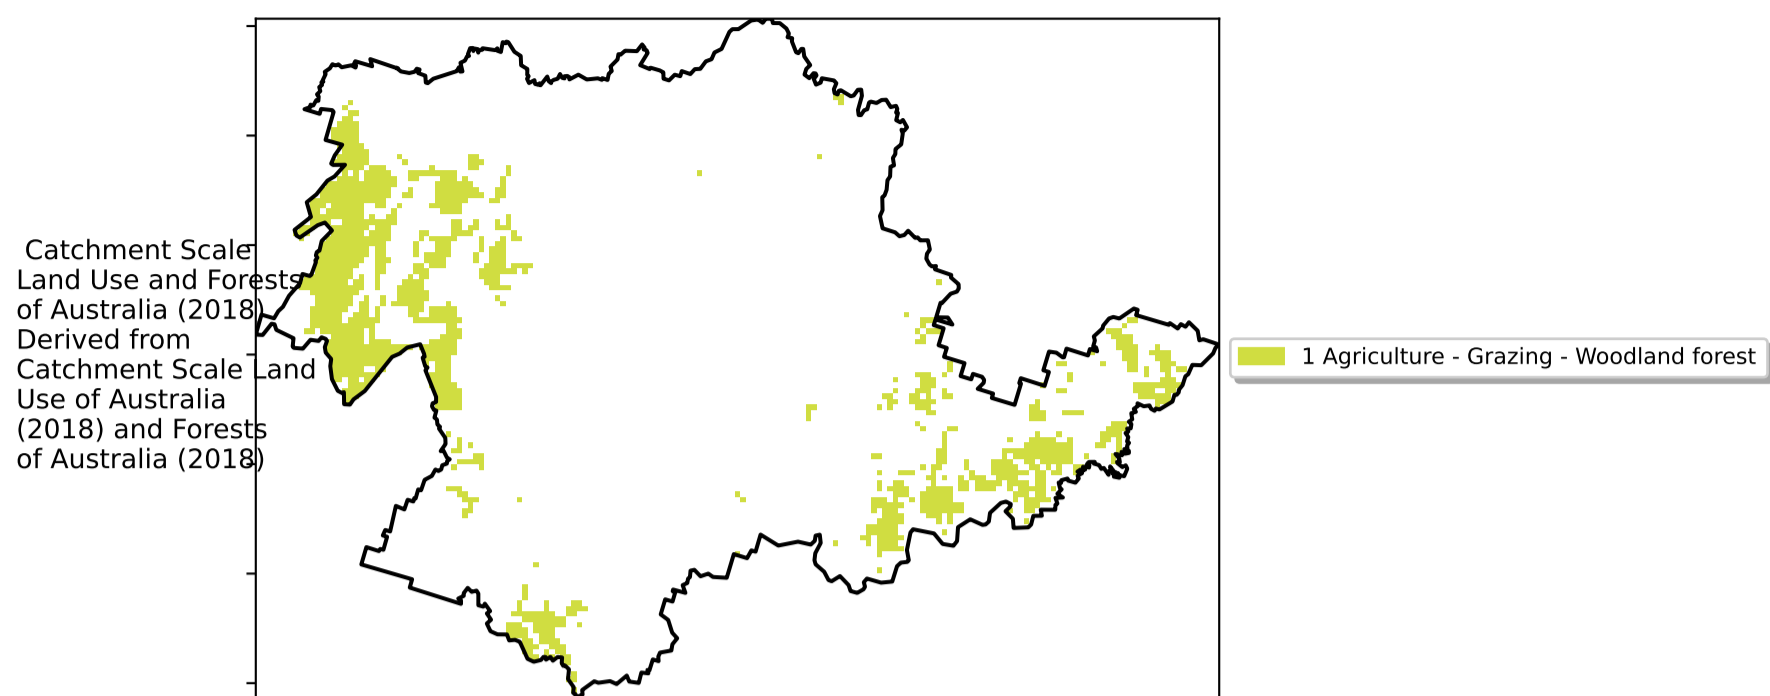 Catchment Scale
Land Use and Forests
of Australia (2018)
Derived from
Catchment Scale Land
Use of Australia
(2018) and Forests
of Australia (2018)
1 Agriculture - Grazing - Woodland forest